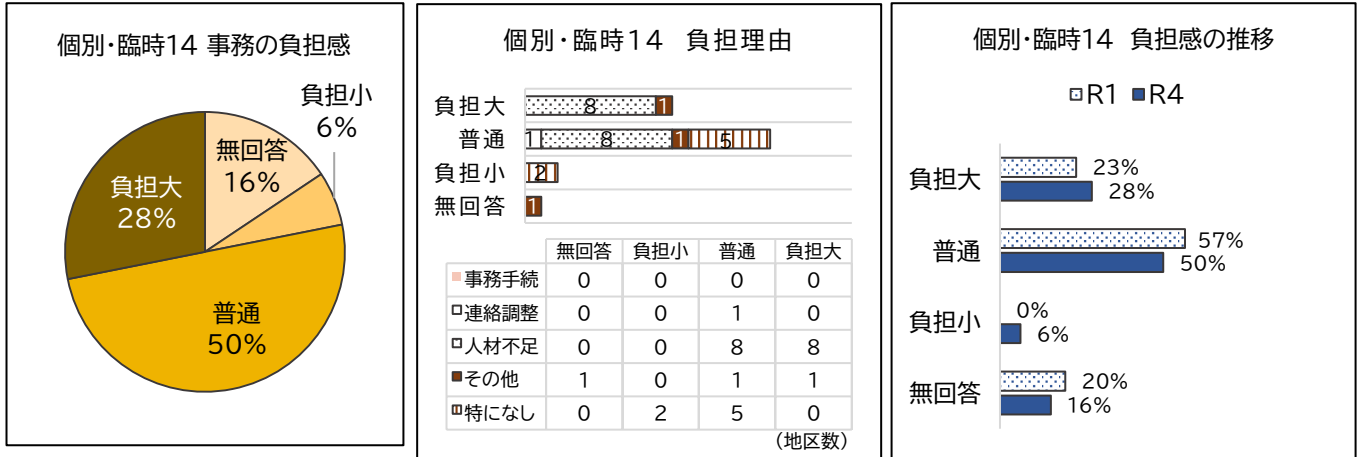 個別・臨時14 事務の負担感
負担小
6%
無回答
16%
負担大
28%
普通
50%
個別・臨時14 負担理由
負担大 8 1
普通 1 8 1 5
負担小 2
無回答 1
無回答 負担小 普通 負担大
事務手続 0 0 0 0
連絡調整 0 0 1 0
人材不足 0 0 8 8
その他 1 0 1 1
特になし 0 2 5 0
(地区数)
個別・臨時14 負担感の推移
R1 R4
負担大 23%
28%
普通 57%
50%
負担小 0%
6%
無回答 20%
16%